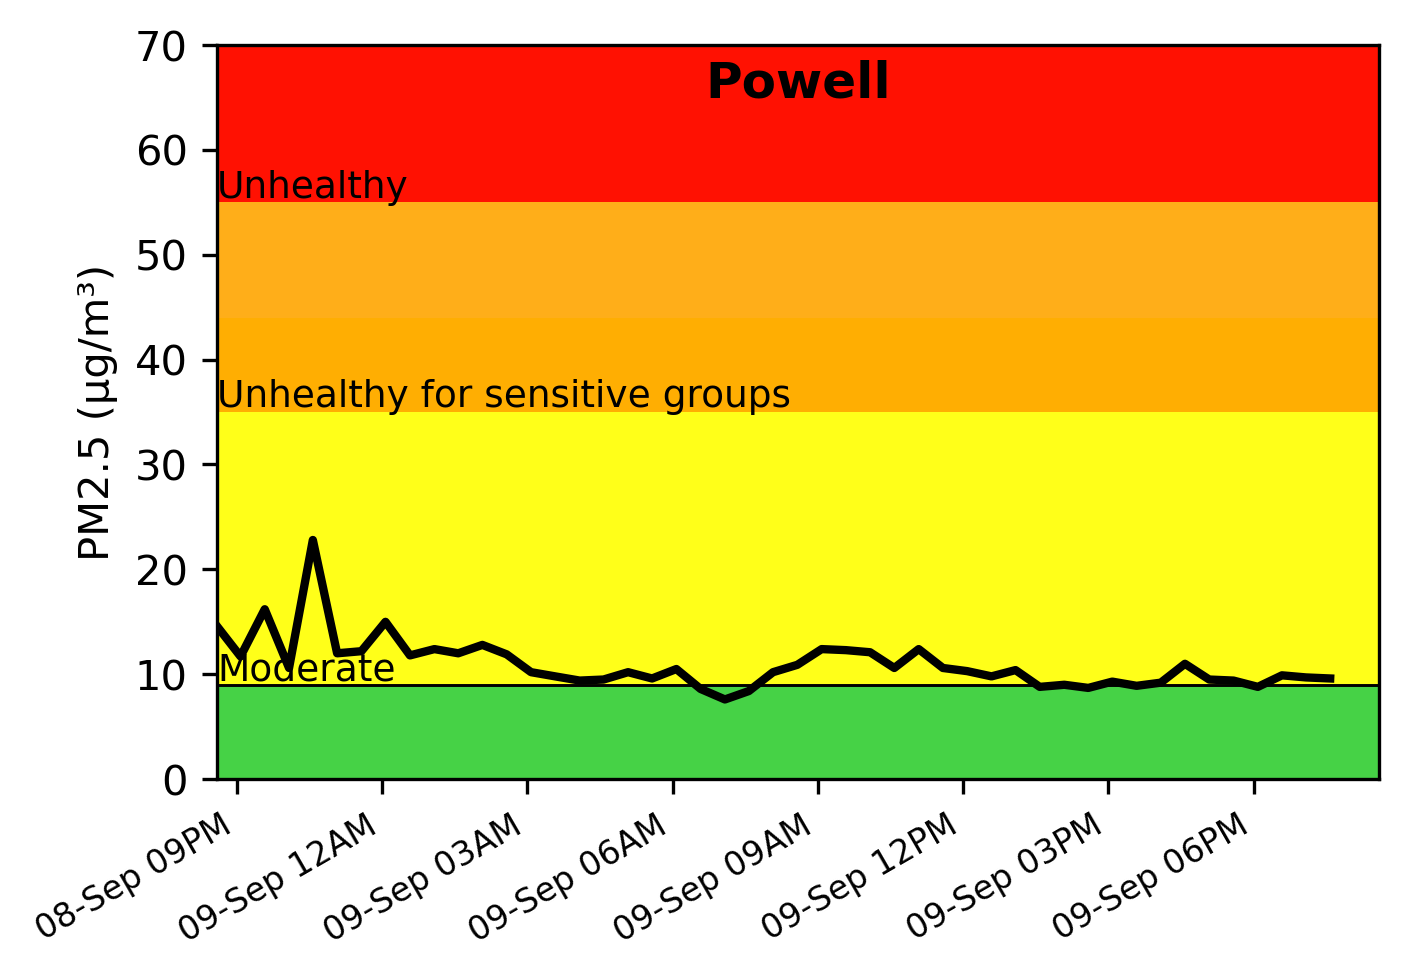 Powell
PM2.5 (µg/m³)
70
60
50
40
30
20
10
0
Unhealthy
Unhealthy for sensitive groups
Moderate
08-Sep 09PM
09-Sep 12AM
09-Sep 03AM
09-Sep 06AM
09-Sep 09AM
09-Sep 12PM
09-Sep 03PM
09-Sep 06PM